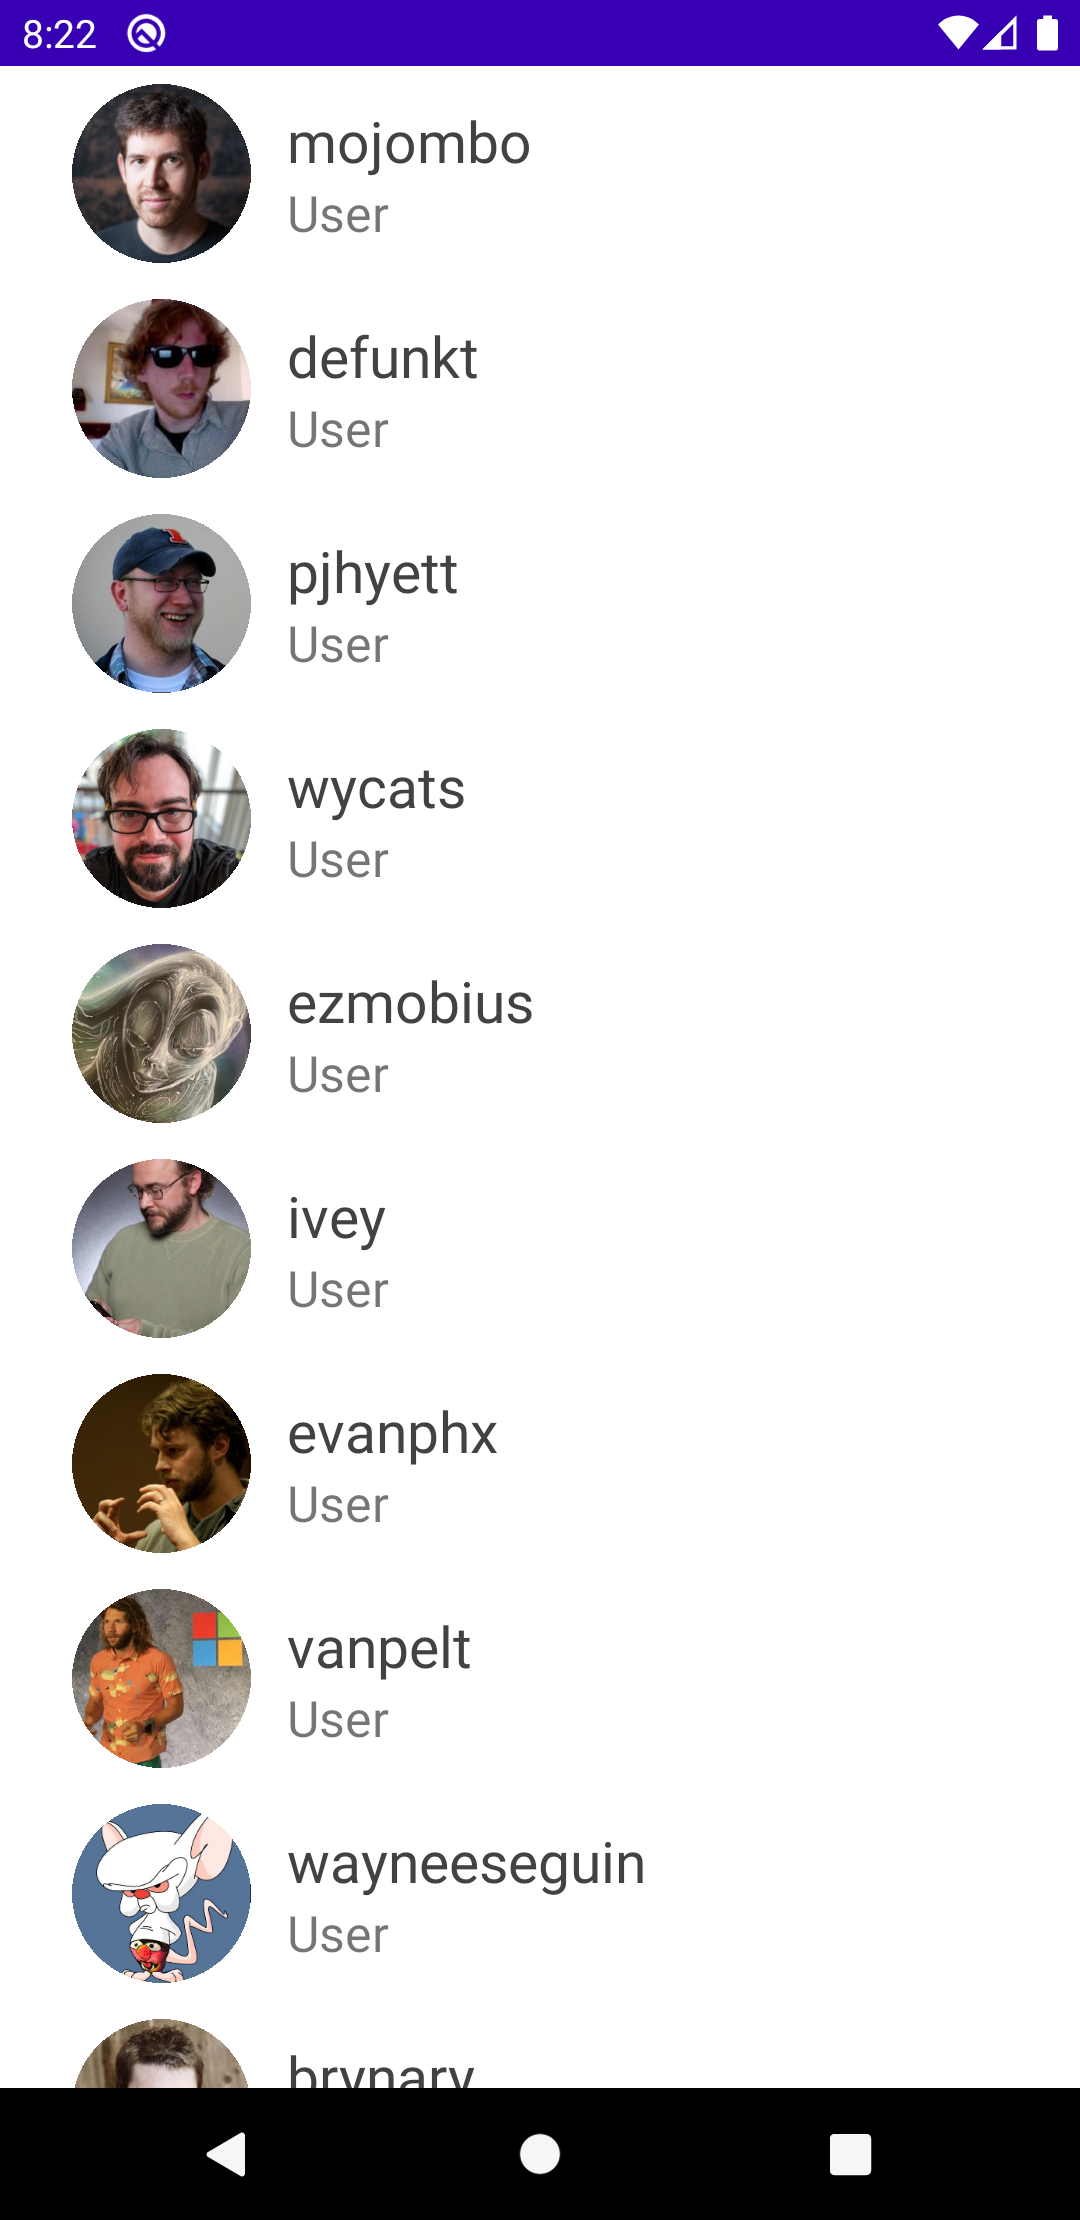 8:22
mojombo
User
defunkt
User
pjhyett
User
wycats
User
ezmobius
User
ivey
User
evanphx
User
vanpelt
User
wayneeseguin
User
brynary